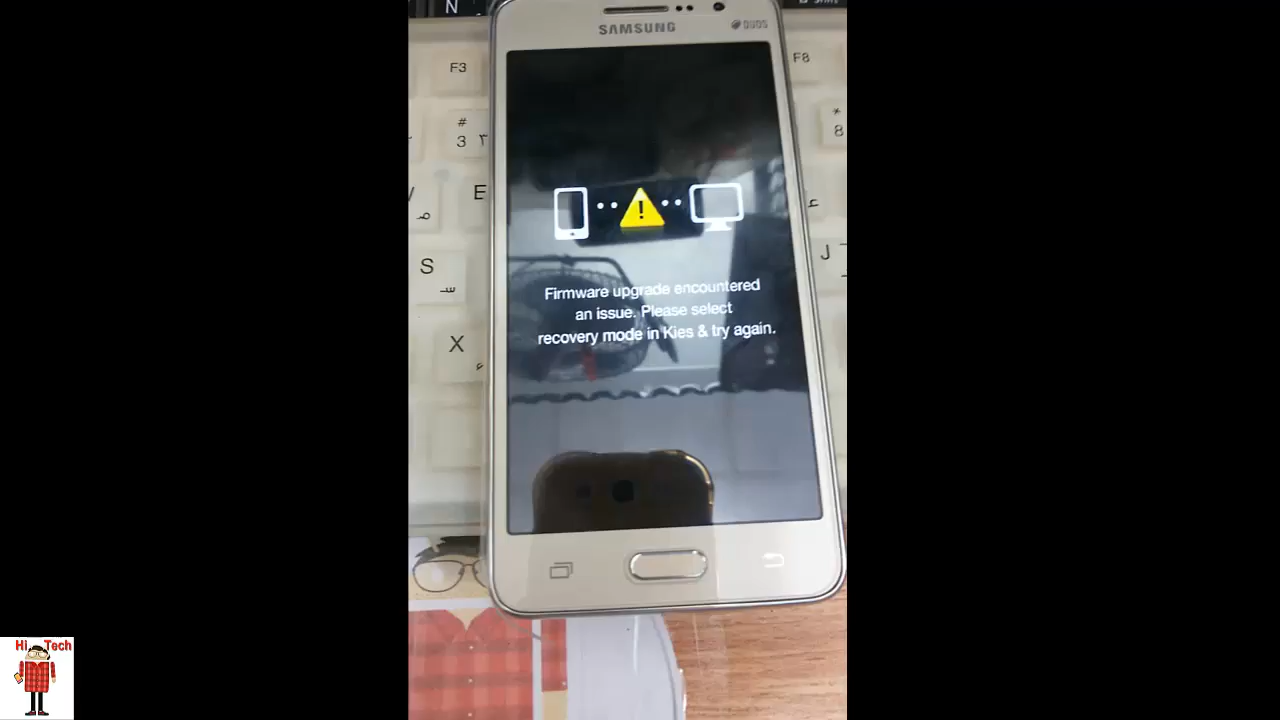 N
SAMSUNG
DUOS
F3
F8
#
3 ٣
*
8
E
ص
ع
S
س
J
X
ء
Firmware upgrade encountered
an issue. Please select
recovery mode in Kies & try again.
Hi Tech